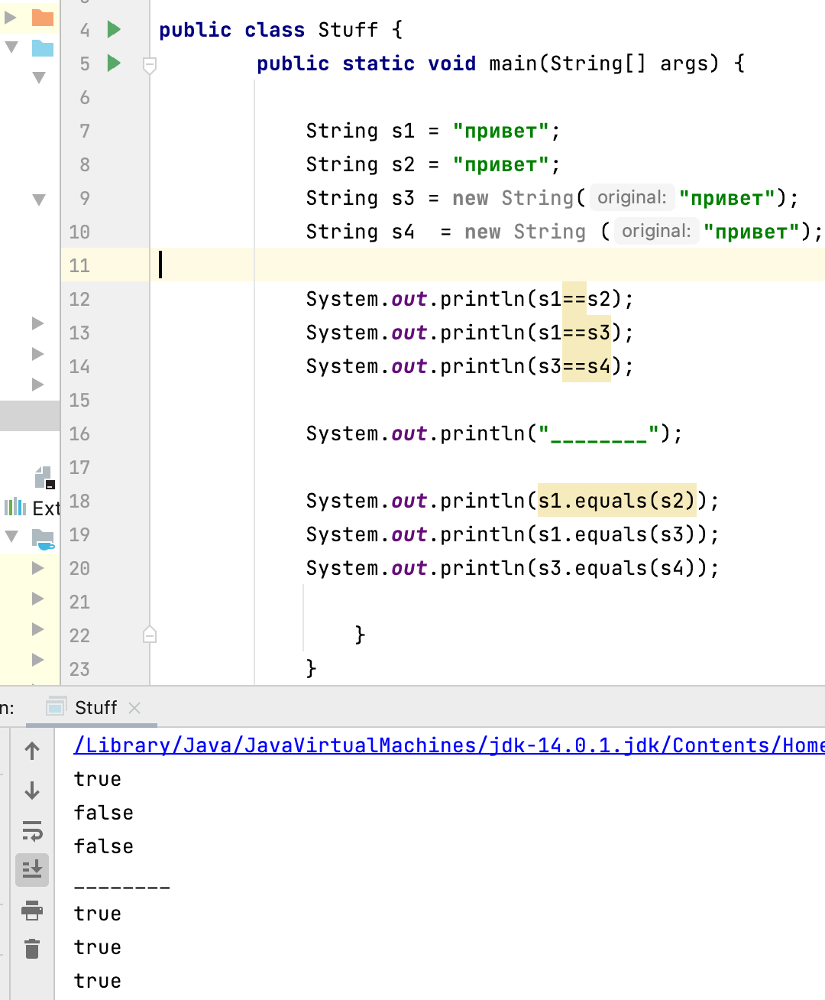 4 public class Stuff {
5 public static void main(String[] args) {
6
7 String s1 = "привет";
8 String s2 = "привет";
9 String s3 = new String( original: "привет");
10 String s4  = new String ( original: "привет");
11
12 System.out.println(s1==s2);
13 System.out.println(s1==s3);
14 System.out.println(s3==s4);
15
16 System.out.println("________");
17
18 System.out.println(s1.equals(s2));
19 System.out.println(s1.equals(s3));
20 System.out.println(s3.equals(s4));
21
22 }
23 }
Ext
n: Stuff
/Library/Java/JavaVirtualMachines/jdk-14.0.1.jdk/Contents/Home
true
false
false
________
true
true
true